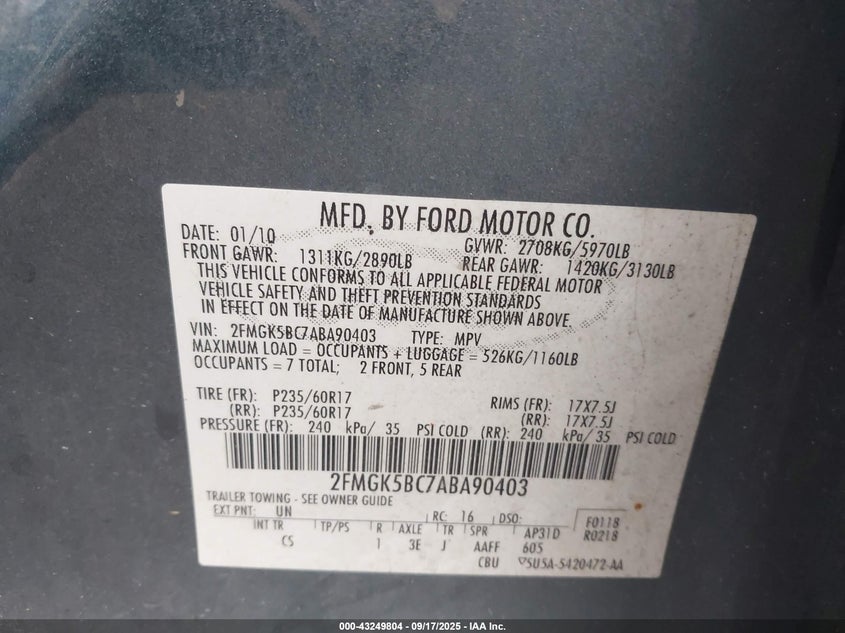 MFD. BY FORD MOTOR CO.
DATE: 01/10 GVWR: 2708KG/5970LB
FRONT GAWR: 1311KG/2890LB REAR GAWR: 1420KG/3130LB
THIS VEHICLE CONFORMS TO ALL APPLICABLE FEDERAL MOTOR
VEHICLE SAFETY AND THEFT PREVENTION STANDARDS
IN EFFECT ON THE DATE OF MANUFACTURE SHOWN ABOVE.
VIN: 2FMGK5BC7ABA90403 TYPE: MPV
MAXIMUM LOAD = OCCUPANTS + LUGGAGE = 526KG/1160LB
OCCUPANTS = 7 TOTAL; 2 FRONT, 5 REAR
TIRE (FR): P235/60R17 RIMS (FR): 17X7.5J
(RR): P235/60R17 (RR): 17X7.5J
PRESSURE (FR): 240 kPa/ 35 PSI COLD (RR): 240 kPa/ 35 PSI COLD
2FMGK5BC7ABA90403
TRAILER TOWING - SEE OWNER GUIDE
EXT PNT: UN RC: 16 DSO: F0118
INT TR TP/PS R AXLE TR SPR AP31D R0218
CS 1 3E J AAFF 605
CBU 5U5A-5420472-AA
000-43249804 - 09/17/2025 - IAA Inc.